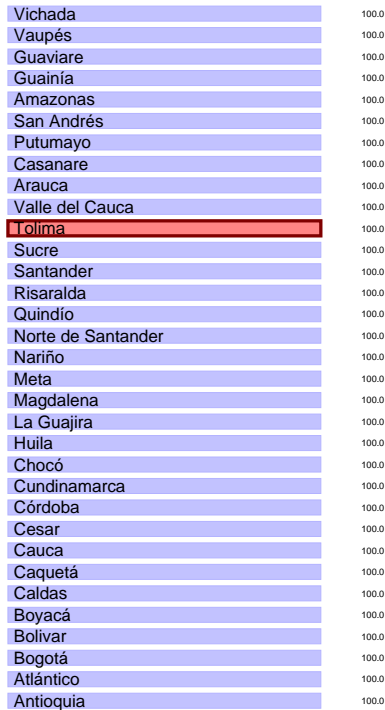 Vichada 100.0
Vaupés 100.0
Guaviare 100.0
Guainía 100.0
Amazonas 100.0
San Andrés 100.0
Putumayo 100.0
Casanare 100.0
Arauca 100.0
Valle del Cauca 100.0
Tolima 100.0
Sucre 100.0
Santander 100.0
Risaralda 100.0
Quindío 100.0
Norte de Santander 100.0
Nariño 100.0
Meta 100.0
Magdalena 100.0
La Guajira 100.0
Huila 100.0
Chocó 100.0
Cundinamarca 100.0
Córdoba 100.0
Cesar 100.0
Cauca 100.0
Caquetá 100.0
Caldas 100.0
Boyacá 100.0
Bolivar 100.0
Bogotá 100.0
Atlántico 100.0
Antioquia 100.0